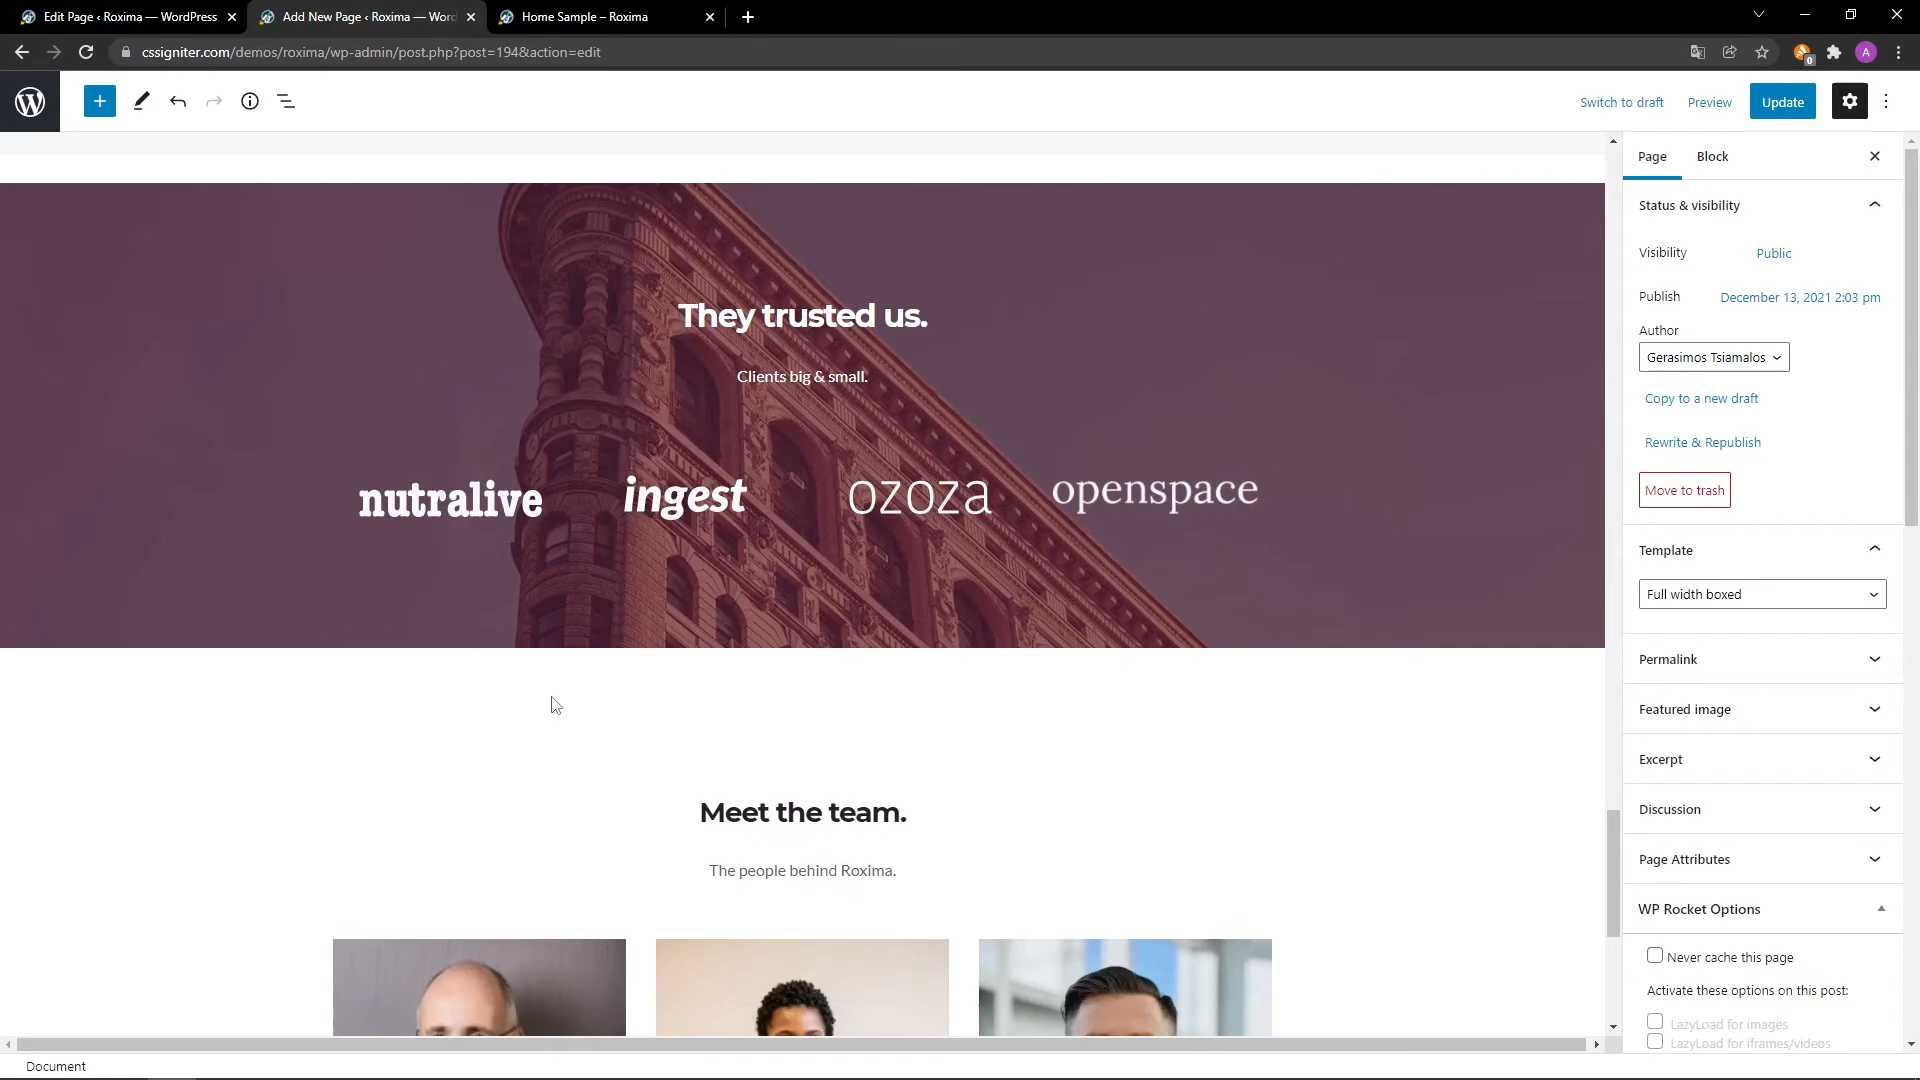 Edit Page ‹ Roxima — WordPress
Add New Page ‹ Roxima — Word
Home Sample – Roxima
cssigniter.com/demos/roxima/wp-admin/post.php?post=194&action=edit
0
A
Switch to draft
Preview
Update
Page
Block
Status & visibility
Visibility
Public
Publish
December 13, 2021 2:03 pm
Author
Gerasimos Tsiamalos
Copy to a new draft
Rewrite & Republish
Move to trash
Template
Full width boxed
Permalink
Featured image
Excerpt
Discussion
Page Attributes
WP Rocket Options
Never cache this page
Activate these options on this post:
LazyLoad for images
LazyLoad for iframes/videos
They trusted us.
Clients big & small.
nutralive
ingest
ozoza
openspace
Meet the team.
The people behind Roxima.
Document